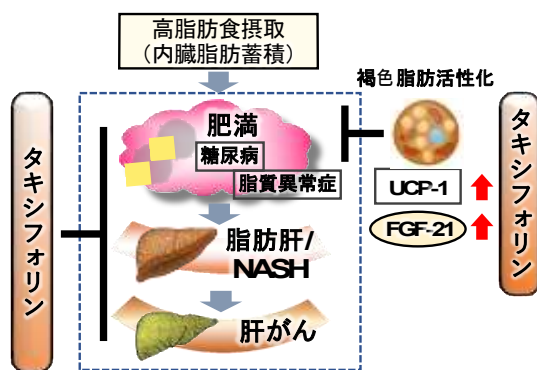 高脂肪食摂取
（内臓脂肪蓄積）
褐色脂肪活性化
肥満
糖尿病
脂質異常症
UCP-1
FGF-21
脂肪肝/
NASH
肝がん
タキシフォリン
タキシフォリン